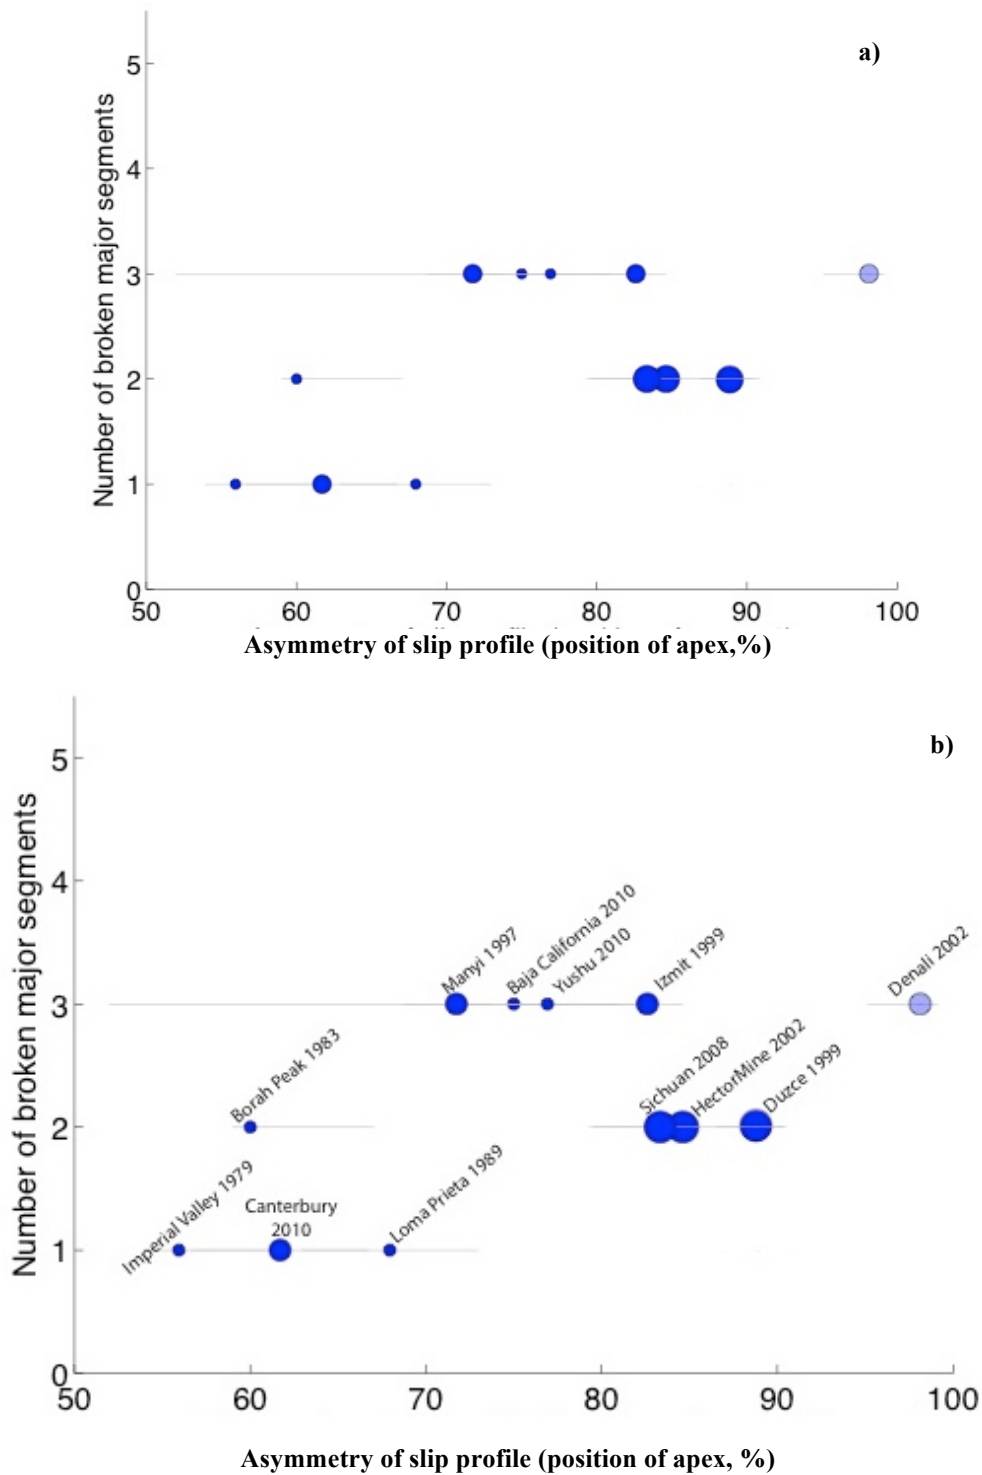 a)
Number of broken major segments
5
4
3
2
1
0
50 60 70 80 90 100
Asymmetry of slip profile (position of apex,%)
b)
Number of broken major segments
5
4
3
2
1
0
Manyi 1997
Baja California 2010
Yushu 2010
Izmit 1999
Denali 2002
Borah Peak 1983
Sichuan 2008
HectorMine 2002
Duzce 1999
Imperial Valley 1979
Canterbury
2010
Loma Prieta 1989
50 60 70 80 90 100
Asymmetry of slip profile (position of apex, %)